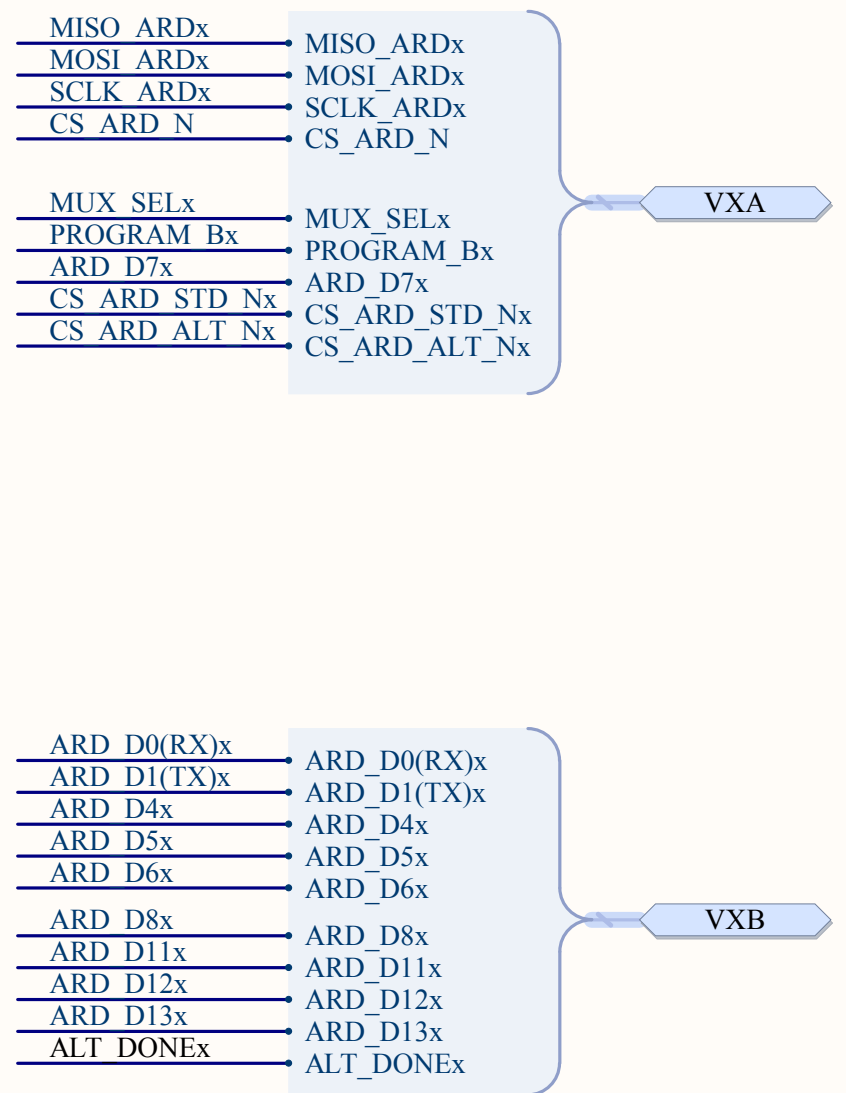 MISO_ARDx MISO_ARDx
MOSI_ARDx MOSI_ARDx
SCLK_ARDx SCLK_ARDx
CS_ARD_N CS_ARD_N
VXA
MUX_SELx MUX_SELx
PROGRAM_Bx PROGRAM_Bx
ARD_D7x ARD_D7x
CS_ARD_STD_Nx CS_ARD_STD_Nx
CS_ARD_ALT_Nx CS_ARD_ALT_Nx
ARD_D0(RX)x ARD_D0(RX)x
ARD_D1(TX)x ARD_D1(TX)x
ARD_D4x ARD_D4x
ARD_D5x ARD_D5x
ARD_D6x ARD_D6x
VXB
ARD_D8x ARD_D8x
ARD_D11x ARD_D11x
ARD_D12x ARD_D12x
ARD_D13x ARD_D13x
ALT_DONEx ALT_DONEx